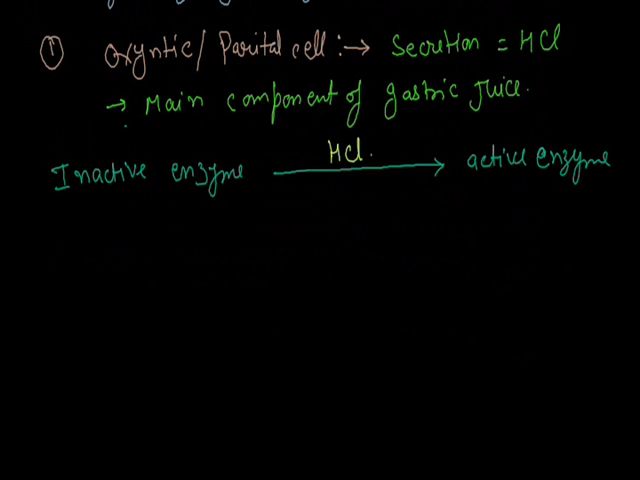 ① Oxyntic/ Parital cell :→ Secretion = HCl
→ Main component of gastric Juice.
HCl.
Inactive enzyme → active enzyme